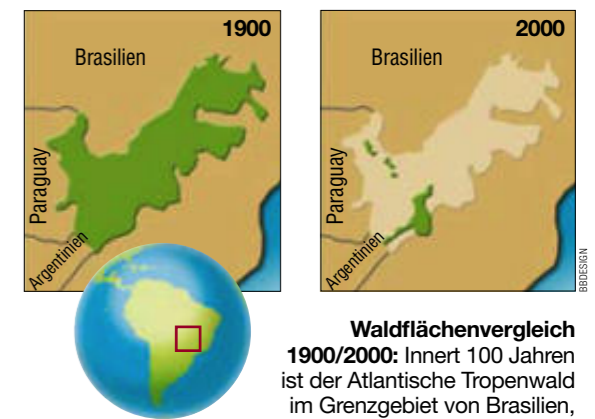 1900
Brasilien
Paraguay
Argentinien
2000
Brasilien
Paraguay
Argentinien
BBDESIGN
Waldflächenvergleich
1900/2000: Innert 100 Jahren
ist der Atlantische Tropenwald
im Grenzgebiet von Brasilien,